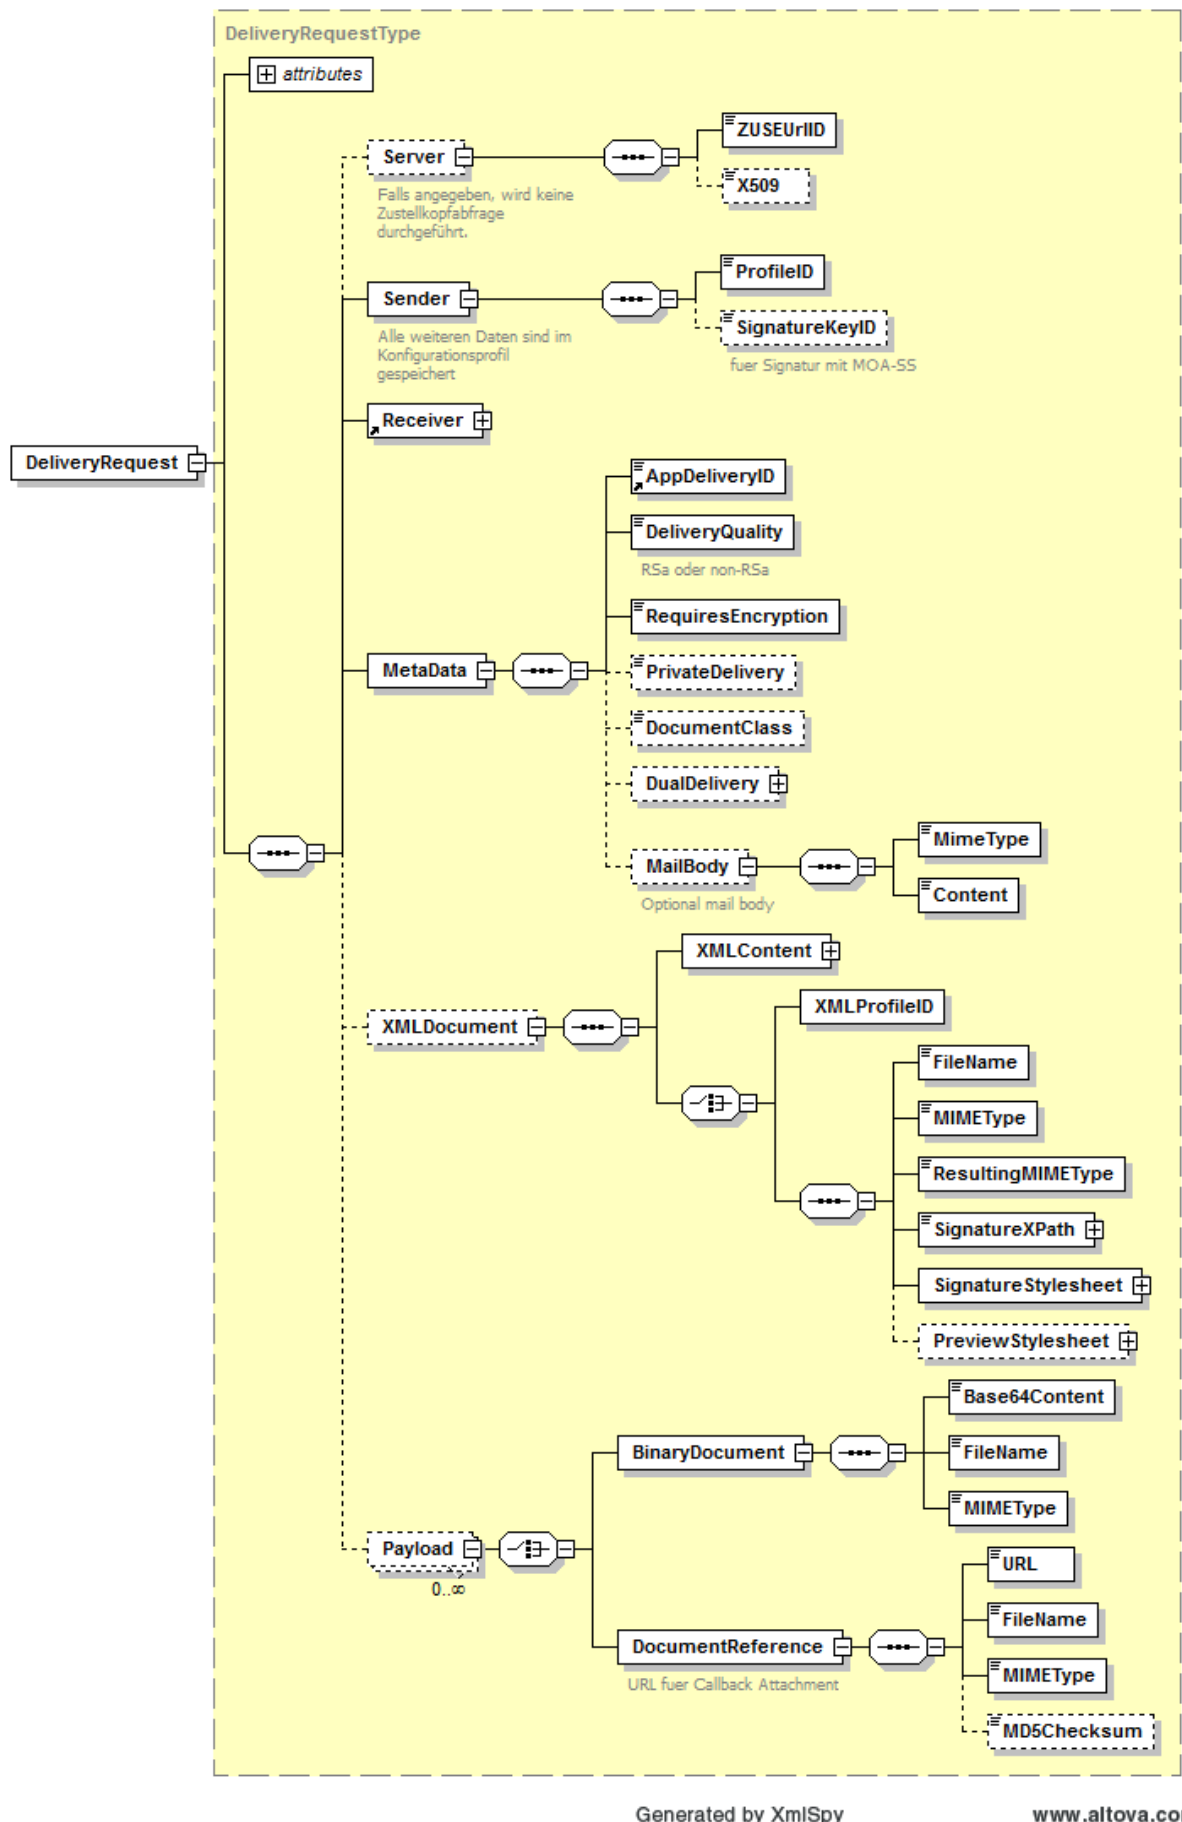 DeliveryRequestType
attributes
ZUSEUrlID
Server
X509
Falls angegeben, wird keine
Zustellkopfabfrage
durchgeführt.
ProfileID
Sender
SignatureKeyID
Alle weiteren Daten sind im
Konfigurationsprofil
gespeichert
fuer Signatur mit MOA-SS
Receiver
DeliveryRequest
AppDeliveryID
DeliveryQuality
RSa oder non-RSa
RequiresEncryption
MetaData
PrivateDelivery
DocumentClass
DualDelivery
MimeType
MailBody
Optional mail body
Content
XMLContent
XMLProfileID
XMLDocument
FileName
MIMEType
ResultingMIMEType
SignatureXPath
SignatureStylesheet
PreviewStylesheet
Base64Content
BinaryDocument
FileName
MIMEType
Payload
0..∞
URL
FileName
DocumentReference
URL fuer Callback Attachment
MIMEType
MD5Checksum
Generated by XmlSpy
www.altova.co